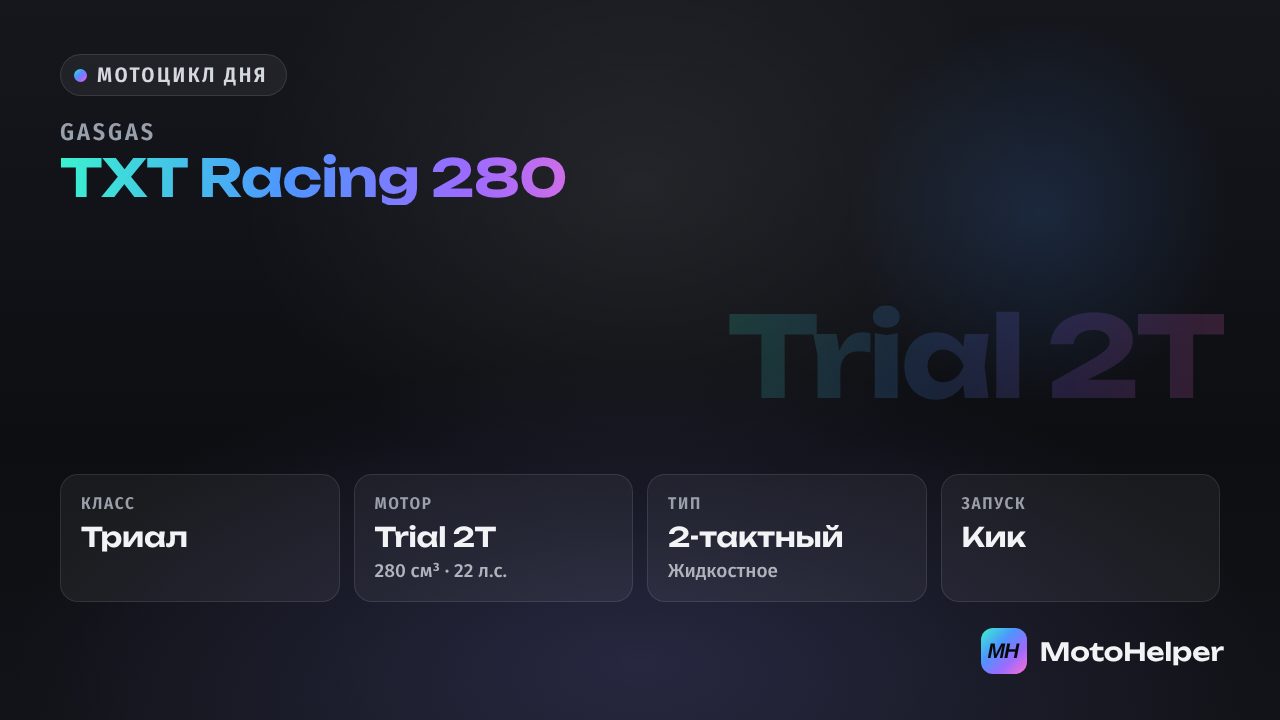 МОТОЦИКЛ ДНЯ
GASGAS
TXT Racing 280
Trial 2T
КЛАСС
Триал
МОТОР
Trial 2T
280 см³ · 22 л.с.
ТИП
2-тактный
Жидкостное
ЗАПУСК
Кик
MH MotoHelper